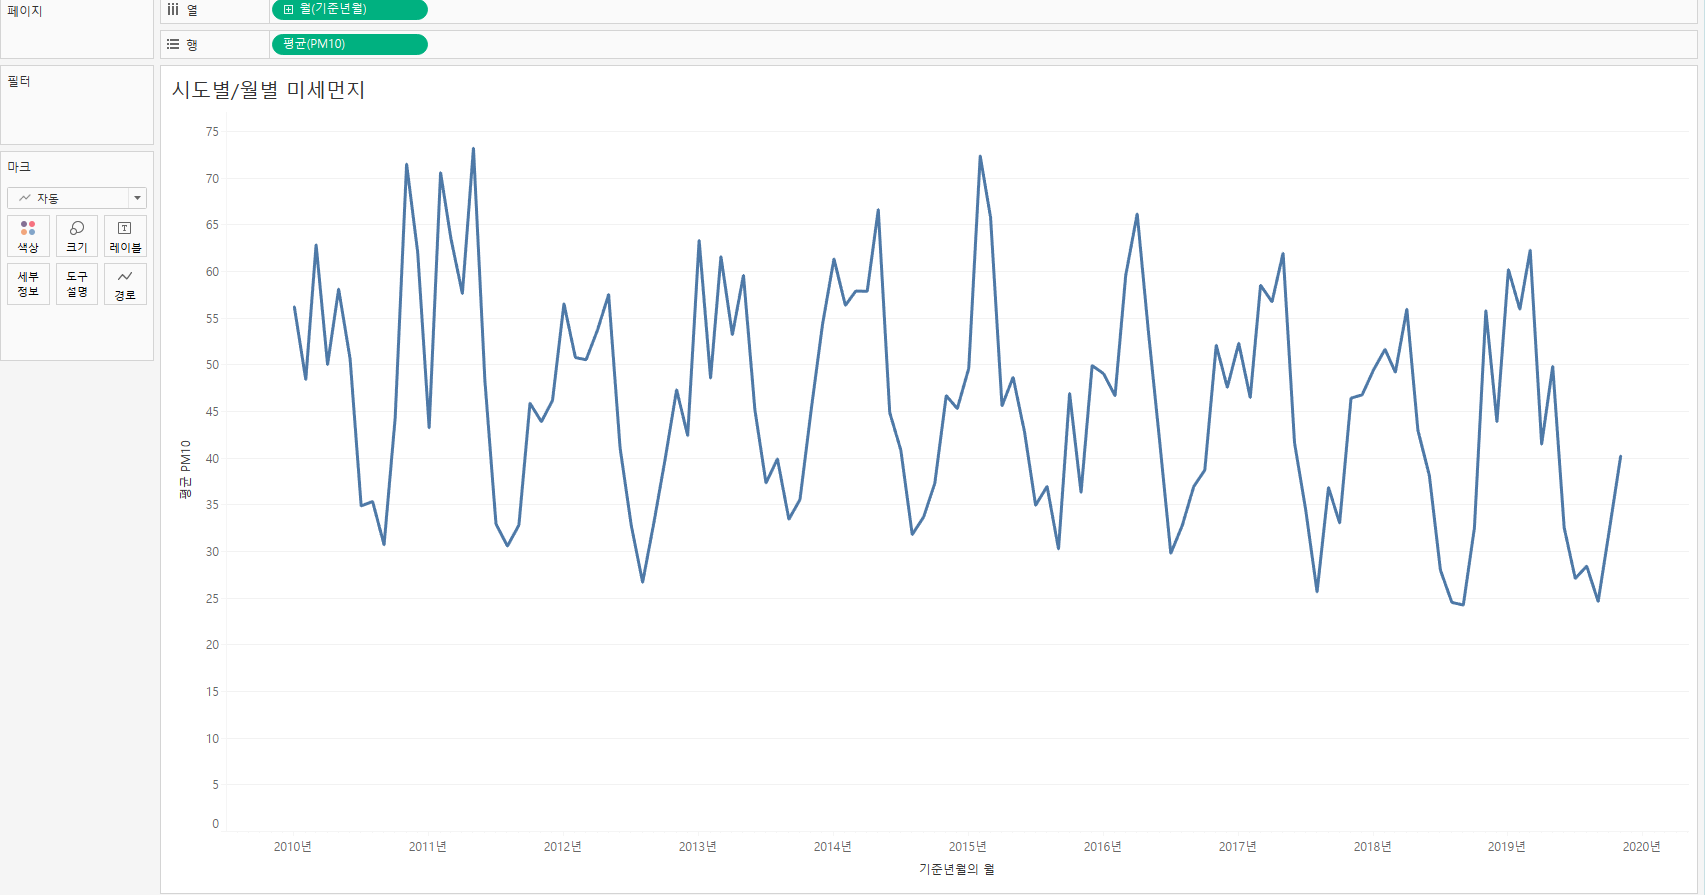 페이지
열
월(기준년월)
행
평균(PM10)
필터
시도별/월별 미세먼지
마크
자동
색상
크기
레이블
세부
정보
도구
설명
경로
75
70
65
60
55
50
45
40
35
30
25
20
15
10
5
0
평균 PM10
2010년
2011년
2012년
2013년
2014년
2015년
2016년
2017년
2018년
2019년
2020년
기준년월의 월